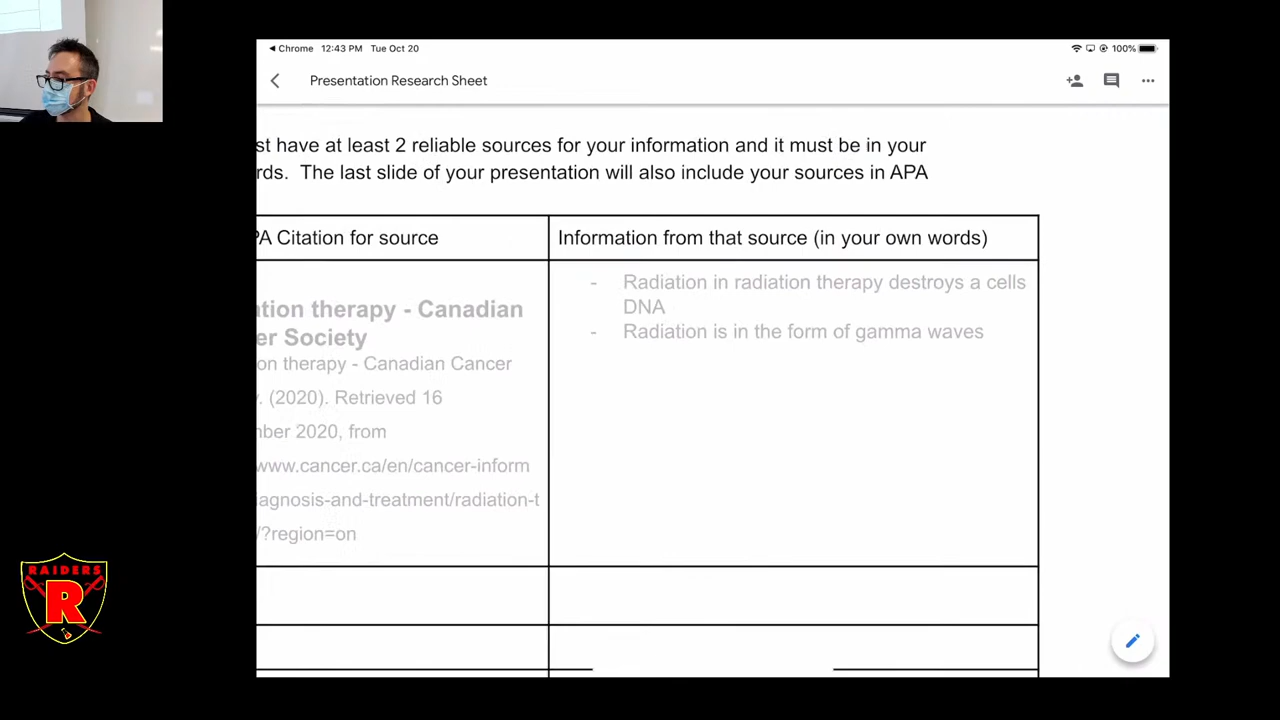 Chrome 12:43 PM Tue Oct 20
100%
Presentation Research Sheet
st have at least 2 reliable sources for your information and it must be in your
rds. The last slide of your presentation will also include your sources in APA
PA Citation for source
Information from that source (in your own words)
ation therapy - Canadian
er Society
on therapy - Canadian Cancer
y. (2020). Retrieved 16
mber 2020, from
www.cancer.ca/en/cancer-inform
iagnosis-and-treatment/radiation-t
/?region=on
- Radiation in radiation therapy destroys a cells
DNA
- Radiation is in the form of gamma waves
RAIDERS
R